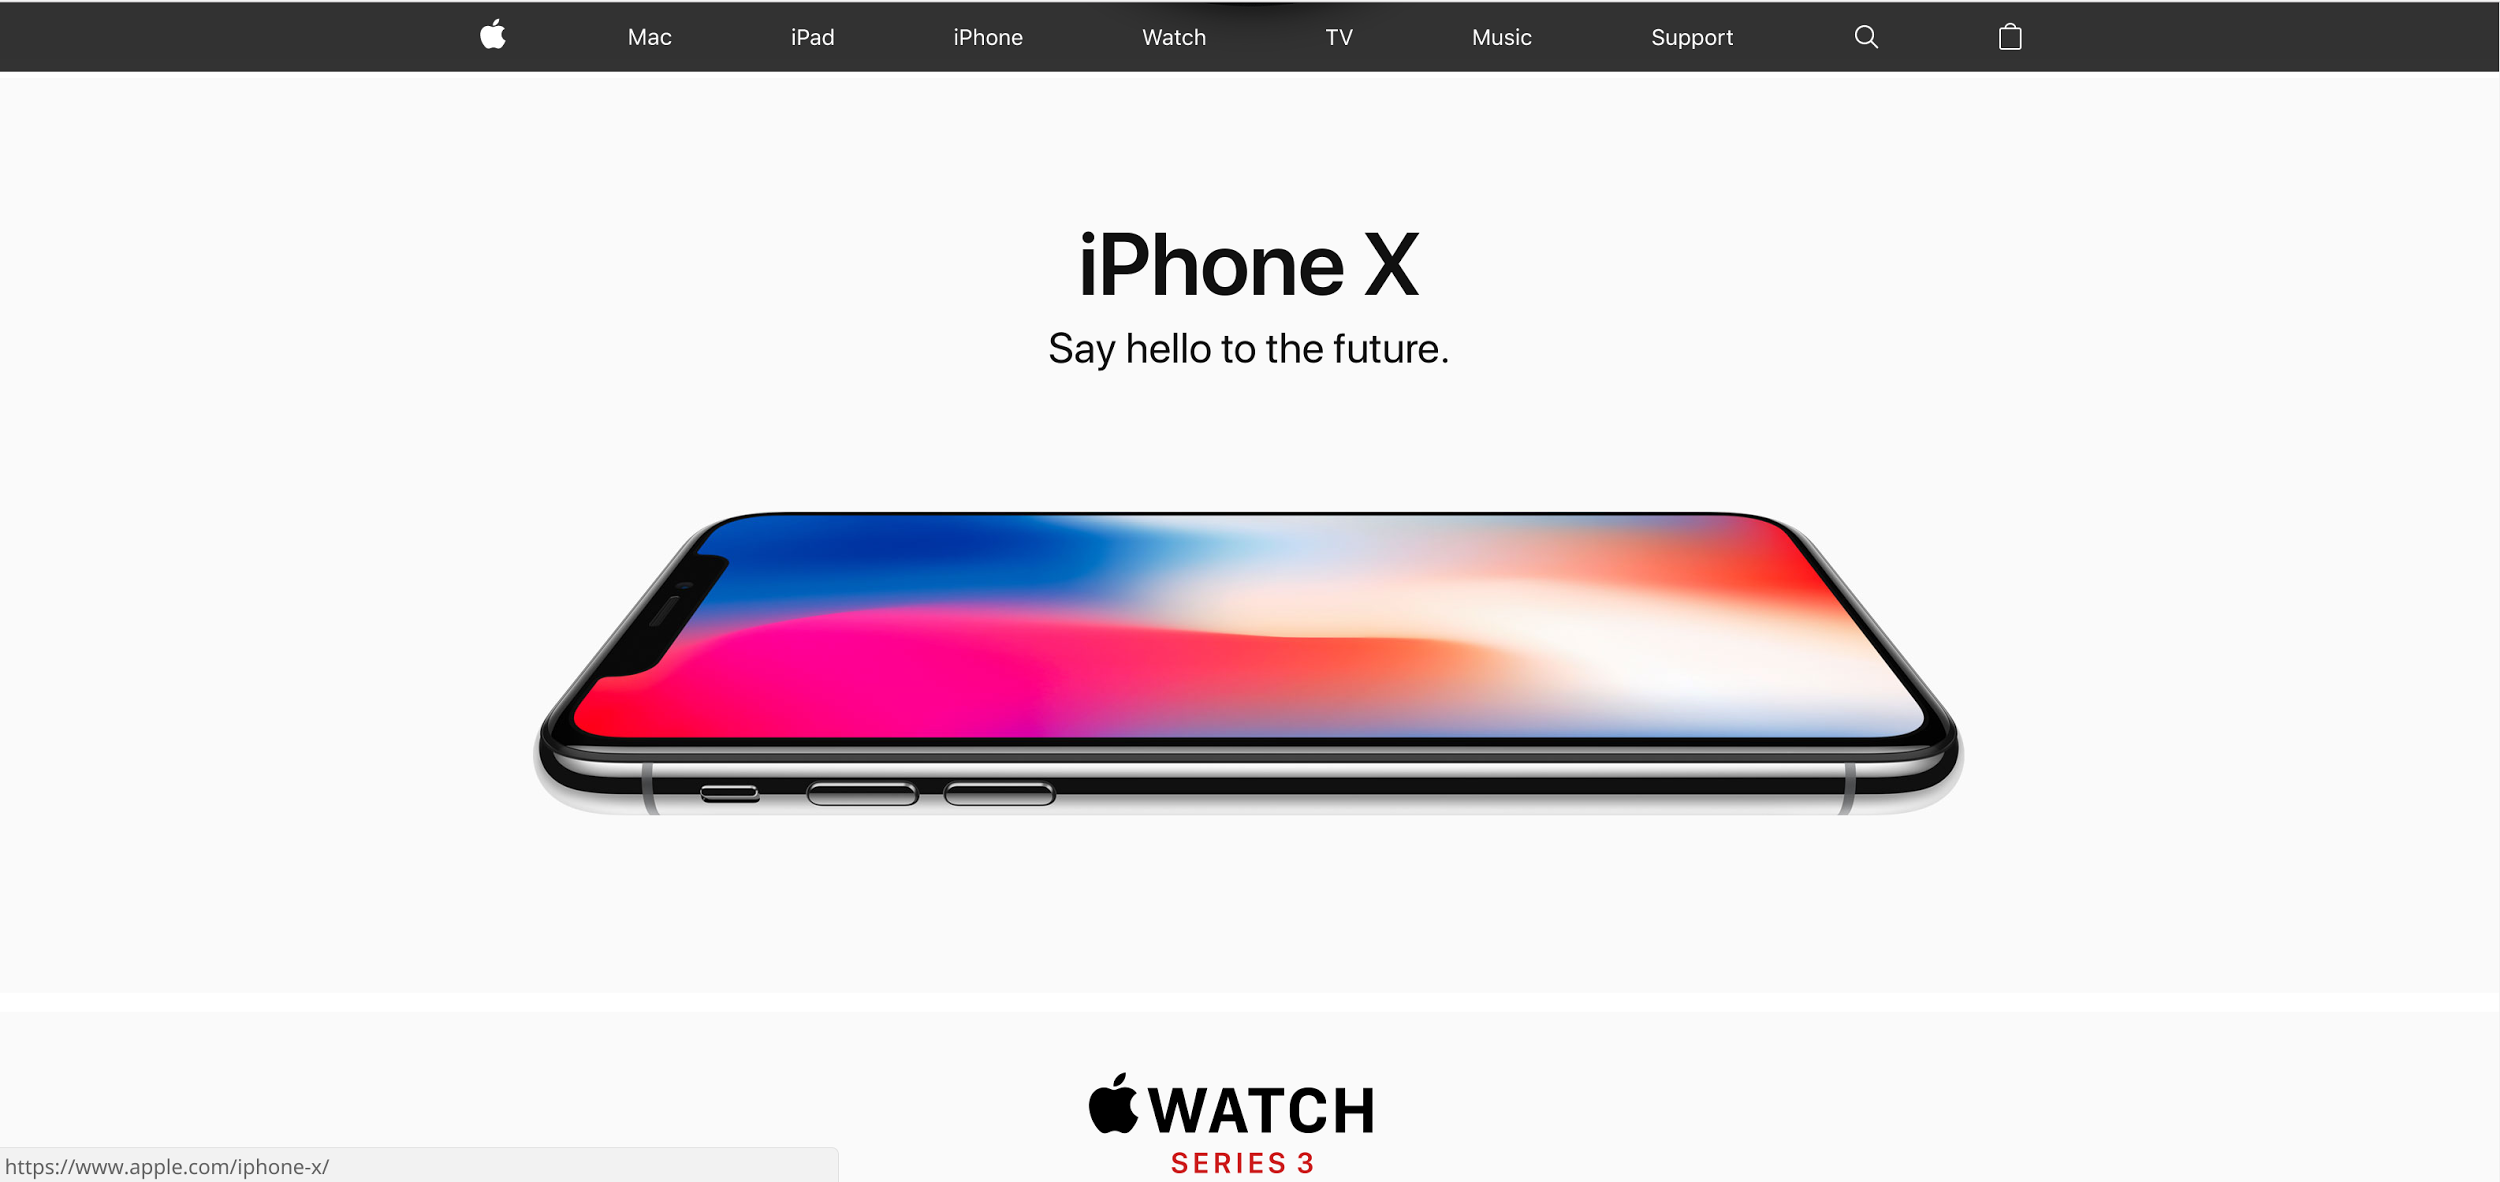 Mac iPad iPhone Watch TV Music Support
iPhone X
Say hello to the future.
WATCH
SERIES 3
https://www.apple.com/iphone-x/